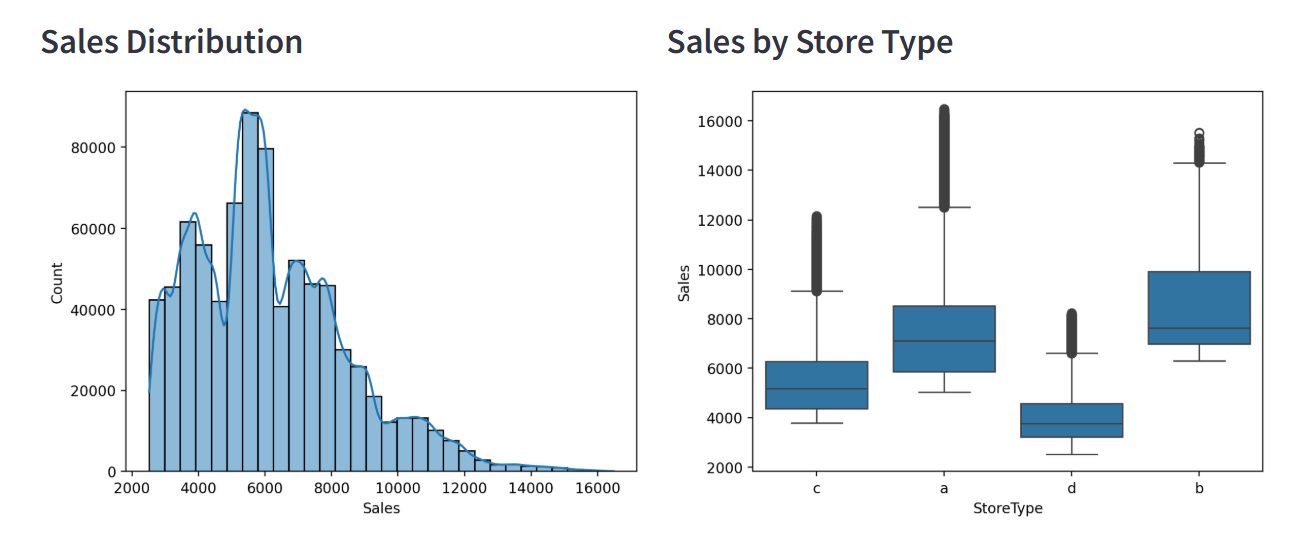 Sales Distribution
Sales by Store Type
80000
60000
40000
20000
0
Count
2000 4000 6000 8000 10000 12000 14000 16000
Sales
16000
14000
12000
10000
8000
6000
4000
2000
Sales
c a d b
StoreType